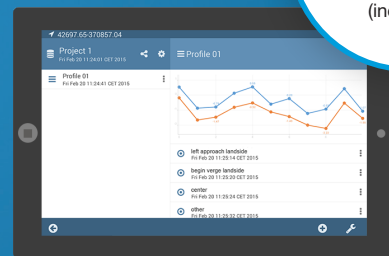 (in
42697.65-370857.04
Project 1
Fri Feb 20 11:24:01 CET 2015
Profile 01
Profile 01
Fri Feb 20 11:24:41 CET 2015
left approach landside
Fri Feb 20 11:25:14 CET 2015
begin verge landside
Fri Feb 20 11:25:20 CET 2015
center
Fri Feb 20 11:25:24 CET 2015
other
Fri Feb 20 11:25:32 CET 2015